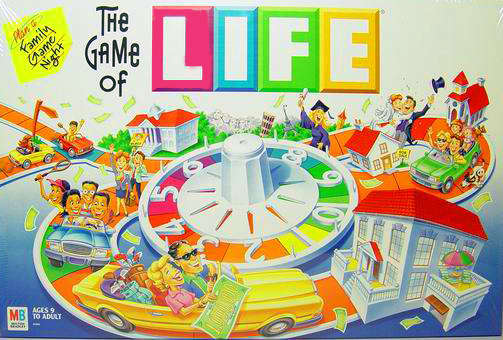 Plan a
Family
Game
Night
THE
GAME
OF
LIFE
MB
MILTON
BRADLEY
AGES 9
TO ADULT